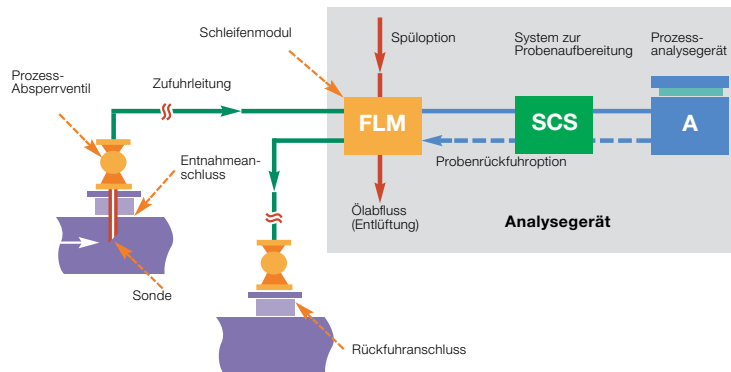 Schleifenmodul
Spüloption
System zur
Probenaufbereitung
Prozess-
analysegerät
Prozess-
Absperrventil
Zufuhrleitung
FLM
SCS
A
Entnahmean-
schluss
Probenrückfuhroption
Ölabfluss
(Entlüftung)
Analysegerät
Sonde
Rückfuhranschluss